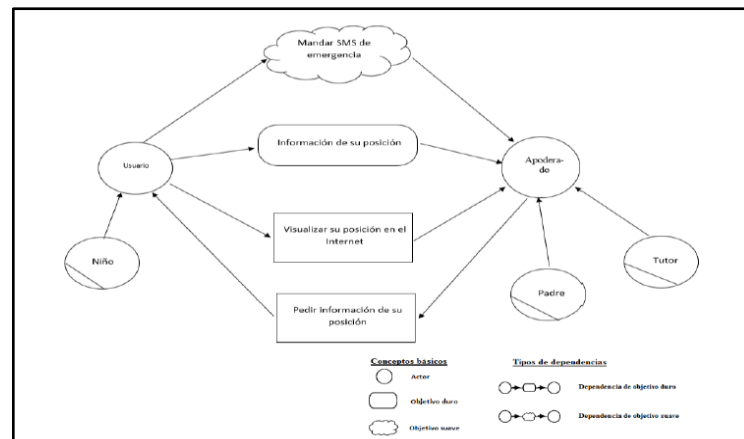 Mandar SMS de
emergencia
Información de su posición
Usuario
Apodera-
do
Visualizar su posición en el
Internet
Niño
Tutor
Padre
Pedir información de su
posición
Conceptos básicos
Tipos de dependencias
Actor
Dependencia de objetivo duro
Objetivo duro
Dependencia de objetivo suave
Objetivo suave